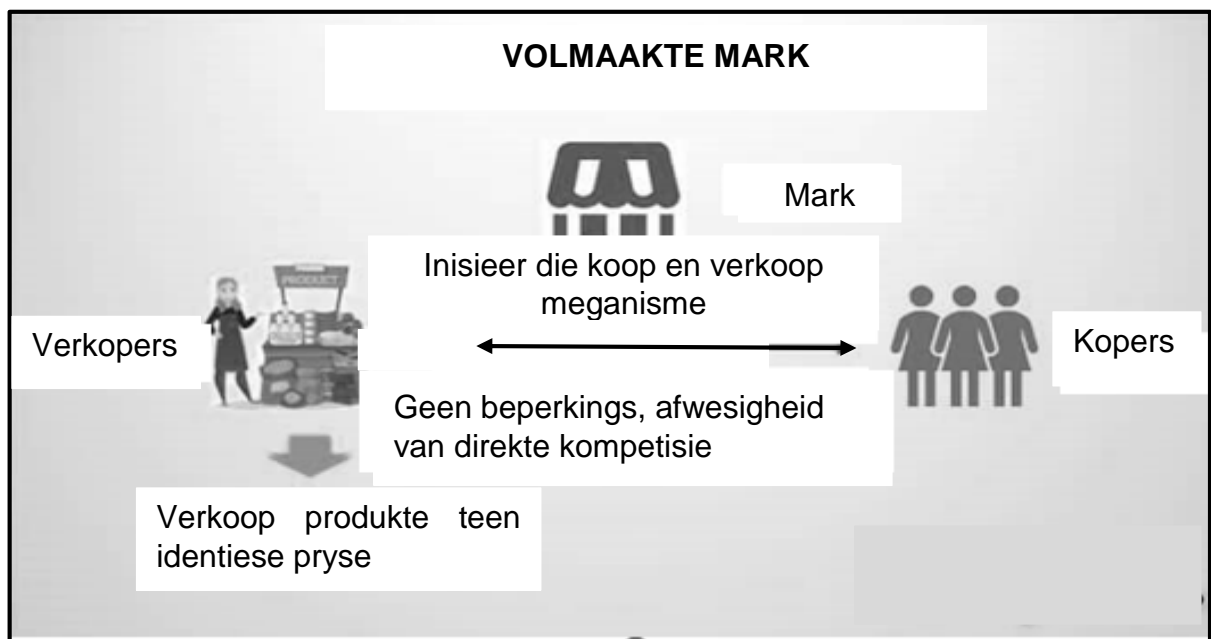 VOLMAAKTE MARK
Mark
PRODUCT
Inisieer die koop en verkoop
meganisme
Verkopers
Kopers
Geen beperkings, afwesigheid
van direkte kompetisie
Verkoop produkte teen
identiese pryse